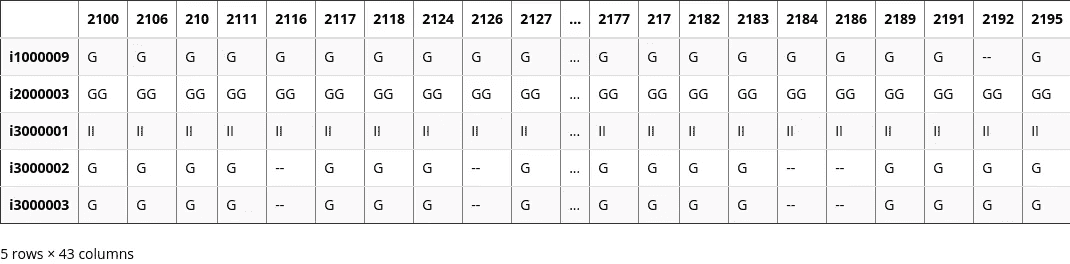 2100 2106 210 2111 2116 2117 2118 2124 2126 2127 ... 2177 217 2182 2183 2184 2186 2189 2191 2192 2195
i1000009 G G G G G G G G G G ... G G G G G G G G -- G
i2000003 GG GG GG GG GG GG GG GG GG GG ... GG GG GG GG GG GG GG GG GG GG
i3000001 II II II II II II II II II II ... II II II II II II II II II II
i3000002 G G G G -- G G G -- G ... G G G G -- -- G G G G
i3000003 G G G G -- G G G -- G ... G G G G -- -- G G G G
5 rows × 43 columns